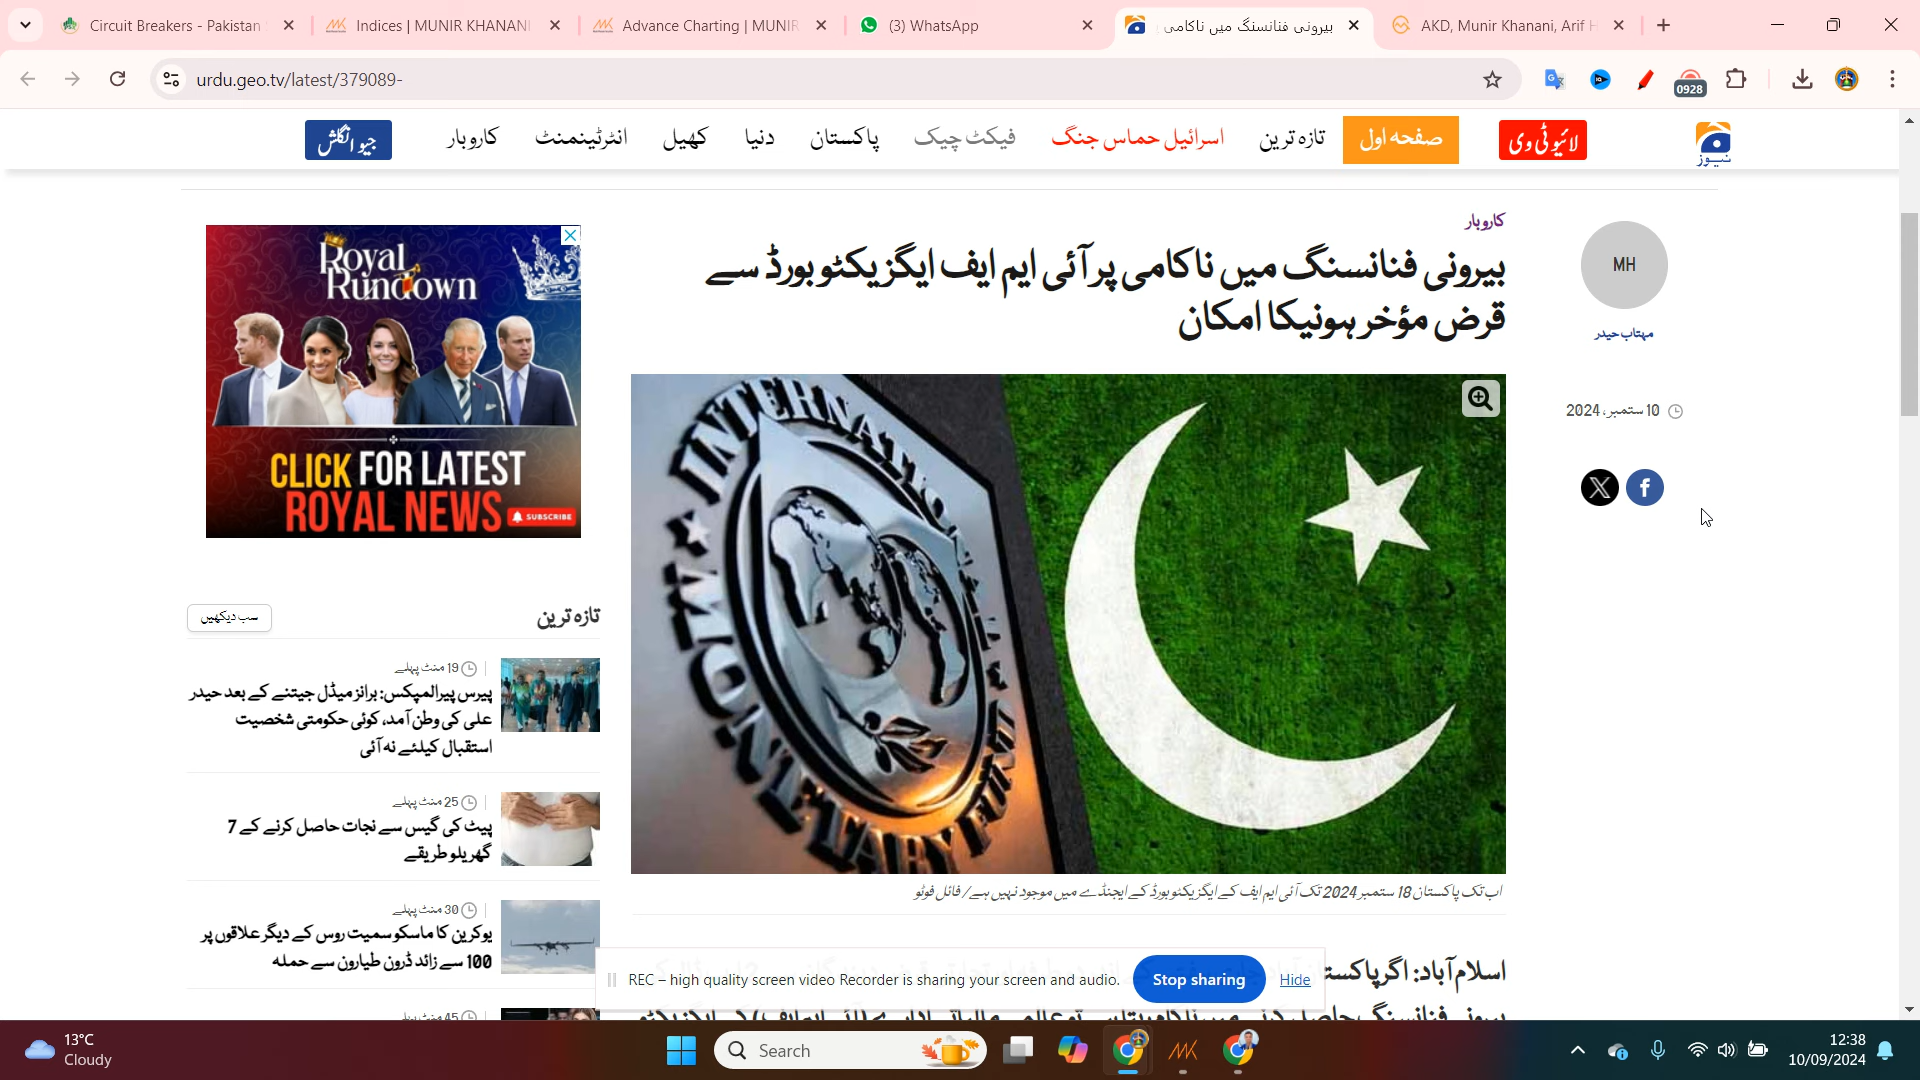 Circuit Breakers - Pakistan
Indices | MUNIR KHANANI
Advance Charting | MUNIR
(3) WhatsApp
بیرونی فنانسنگ میں ناکامی
AKD, Munir Khanani, Arif H
urdu.geo.tv/latest/379089-
0928
نیوز
لائیو ٹی وی
صفحہ اول
تازہ ترین
اسرائیل حماس جنگ
فیکٹ چیک
پاکستان
دنیا
کھیل
انٹرٹینمنٹ
کاروبار
جیو انگلش
کاروبار
بیرونی فنانسنگ میں ناکامی پر آئی ایم ایف ایگزیکٹو بورڈ سے
قرض مؤخر ہونیکا امکان
MH
مہتاب حیدر
10 ستمبر، 2024
Royal
Rundown
CLICK FOR LATEST
ROYAL NEWS
SUBSCRIBE
INTERNATIONAL
MONETARY FUND
اب تک پاکستان 18 ستمبر 2024 تک آئی ایم ایف کے ایگزیکٹو بورڈ کے ایجنڈے میں موجود نہیں ہے/ فائل فوٹو
تازہ ترین
سب دیکھیں
19 منٹ پہلے
پیرس پیرالمپکس: برانز میڈل جیتنے کے بعد حیدر
علی کی وطن آمد، کوئی حکومتی شخصیت
استقبال کیلئے نہ آئی
25 منٹ پہلے
پیٹ کی گیس سے نجات حاصل کرنے کے 7
گھریلو طریقے
30 منٹ پہلے
یوکرین کا ماسکو سمیت روس کے دیگر علاقوں پر
100 سے زائد ڈرون طیارون سے حملہ
45 منٹ پہلے
اسلام آباد: اگر پاکستان
REC – high quality screen video Recorder is sharing your screen and audio.
Stop sharing
Hide
13°C
Cloudy
Search
12:38
10/09/2024